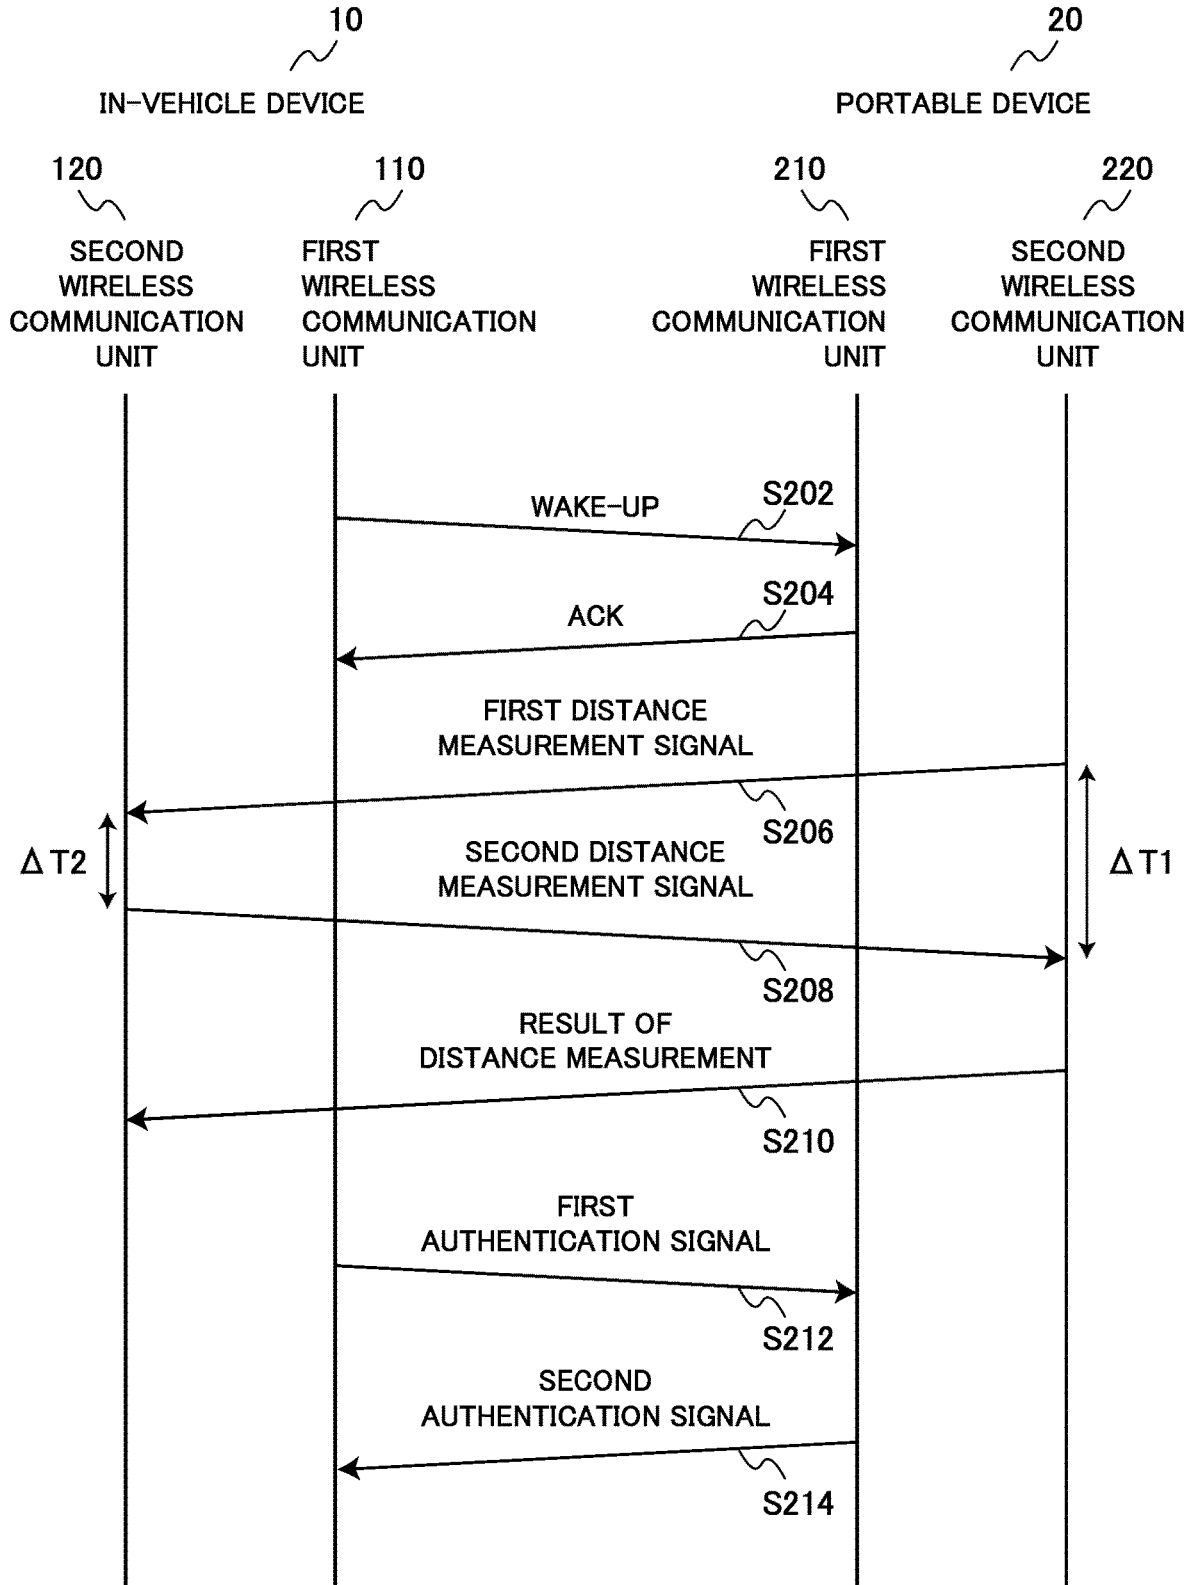 10
20
IN-VEHICLE DEVICE
PORTABLE DEVICE
120
110
210
220
SECOND
WIRELESS
COMMUNICATION
UNIT
FIRST
WIRELESS
COMMUNICATION
UNIT
FIRST
WIRELESS
COMMUNICATION
UNIT
SECOND
WIRELESS
COMMUNICATION
UNIT
WAKE-UP
S202
ACK
S204
FIRST DISTANCE
MEASUREMENT SIGNAL
S206
ΔT2
SECOND DISTANCE
MEASUREMENT SIGNAL
ΔT1
S208
RESULT OF
DISTANCE MEASUREMENT
S210
FIRST
AUTHENTICATION SIGNAL
S212
SECOND
AUTHENTICATION SIGNAL
S214